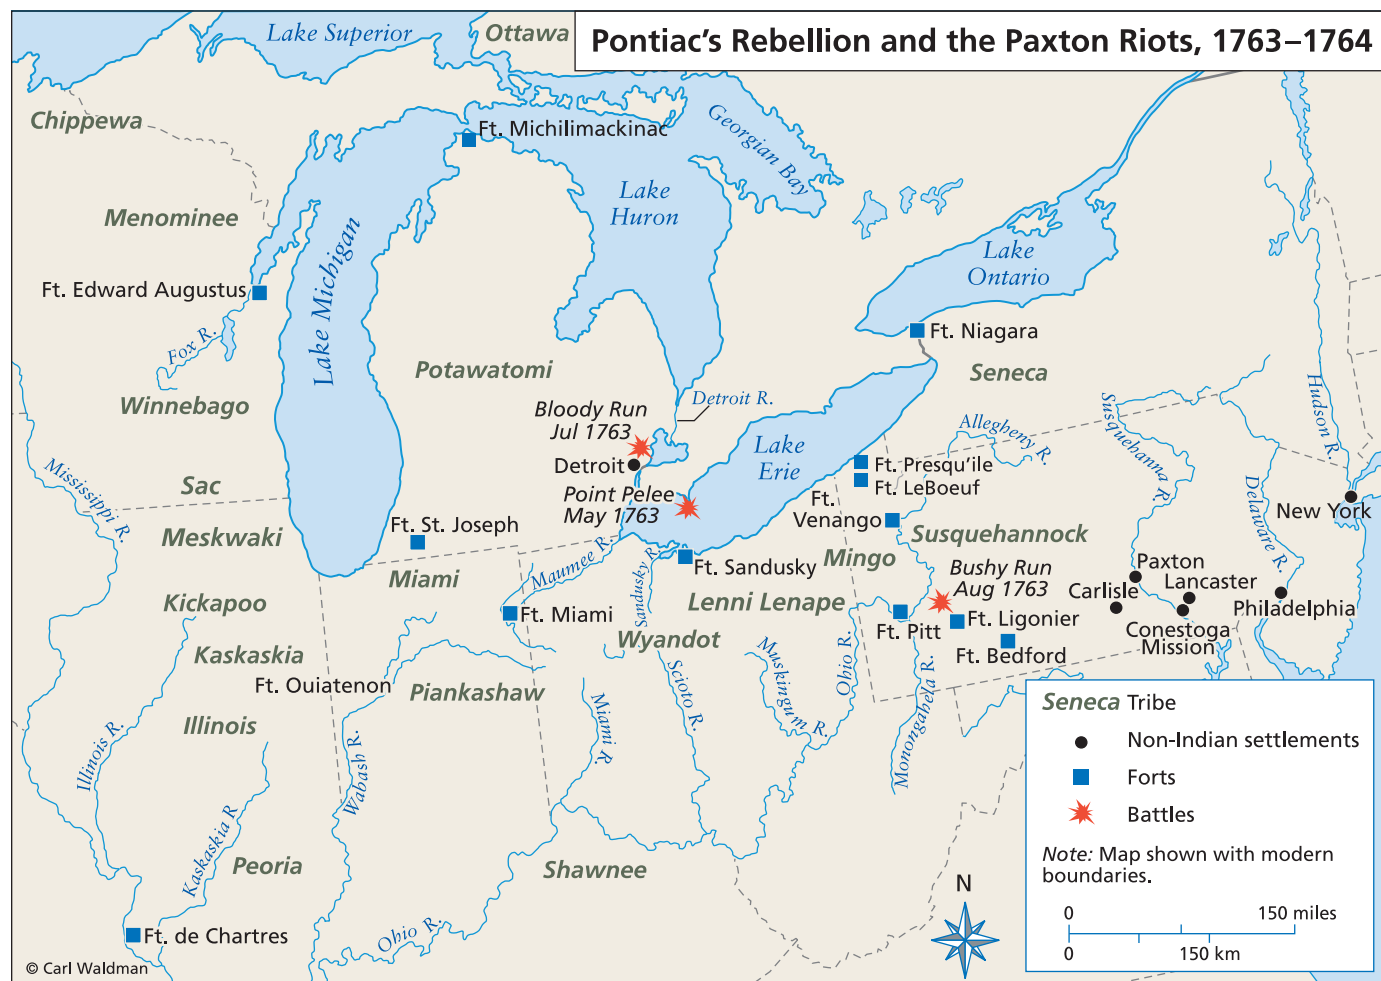 Pontiac's Rebellion and the Paxton Riots, 1763–1764
Lake Superior
Ottawa
Chippewa
Ft. Michilimackinac
Georgian Bay
Lake
Huron
Menominee
Lake Michigan
Lake
Ontario
Ft. Edward Augustus
Fox R.
Ft. Niagara
Potawatomi
Seneca
Winnebago
Detroit R.
Hudson R.
Bloody Run
Jul 1763
Susquehanna R.
Allegheny R.
Lake
Erie
Detroit
Ft. Presqu'ile
Ft. LeBoeuf
Mississippi R.
Sac
Point Pelee
May 1763
Ft.
Venango
Delaware R.
New York
Meskwaki
Ft. St. Joseph
Susquehannock
Maumee R.
Sandusky R.
Ft. Sandusky
Mingo
Bushy Run
Aug 1763
Paxton
Lancaster
Carlisle
Philadelphia
Miami
Kickapoo
Ft. Miami
Lenni Lenape
Ft. Ligonier
Ft. Pitt
Conestoga
Mission
Wyandot
Ft. Bedford
Kaskaskia
Ft. Ouiatenon
Piankashaw
Scioto R.
Muskingum R.
Ohio R.
Monongahela R.
Miami R.
Illinois
Illinois R.
Wabash R.
Kaskaskia R
Peoria
Shawnee
Ft. de Chartres
Ohio R.
© Carl Waldman
N
Seneca Tribe
Non-Indian settlements
Forts
Battles
Note: Map shown with modern
boundaries.
0 150 miles
0 150 km